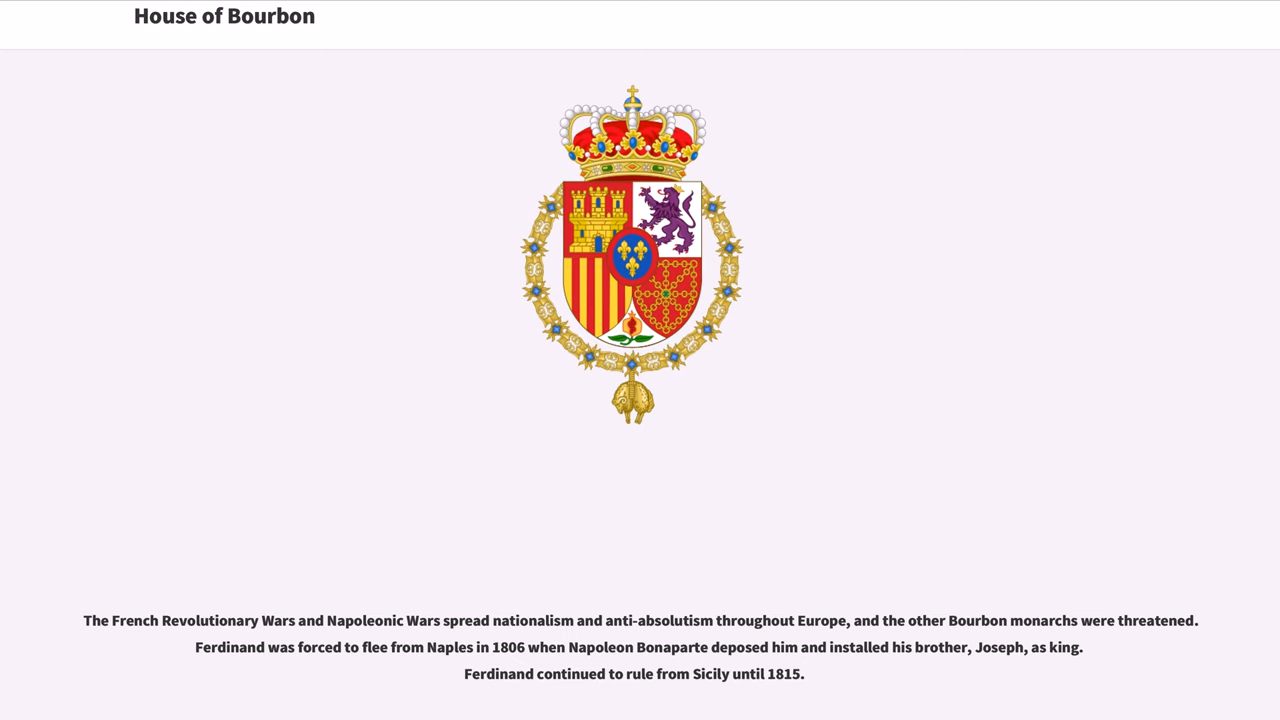 House of Bourbon
The French Revolutionary Wars and Napoleonic Wars spread nationalism and anti-absolutism throughout Europe, and the other Bourbon monarchs were threatened.
Ferdinand was forced to flee from Naples in 1806 when Napoleon Bonaparte deposed him and installed his brother, Joseph, as king.
Ferdinand continued to rule from Sicily until 1815.